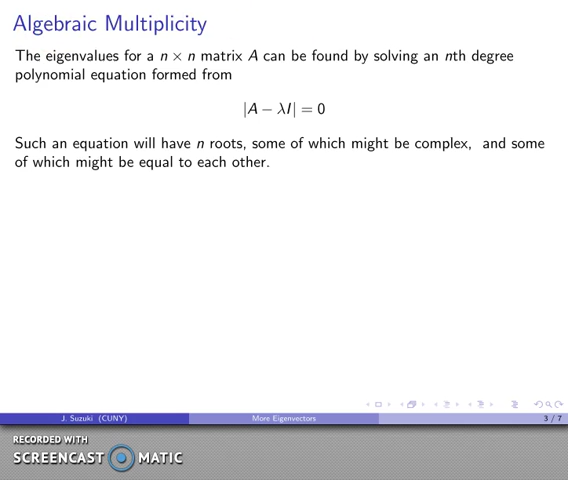 Algebraic Multiplicity
The eigenvalues for a n × n matrix A can be found by solving an nth degree
polynomial equation formed from
|A − λI| = 0
Such an equation will have n roots, some of which might be complex, and some
of which might be equal to each other.
J. Suzuki (CUNY) More Eigenvectors 3 / 7
RECORDED WITH
SCREENCAST MATIC